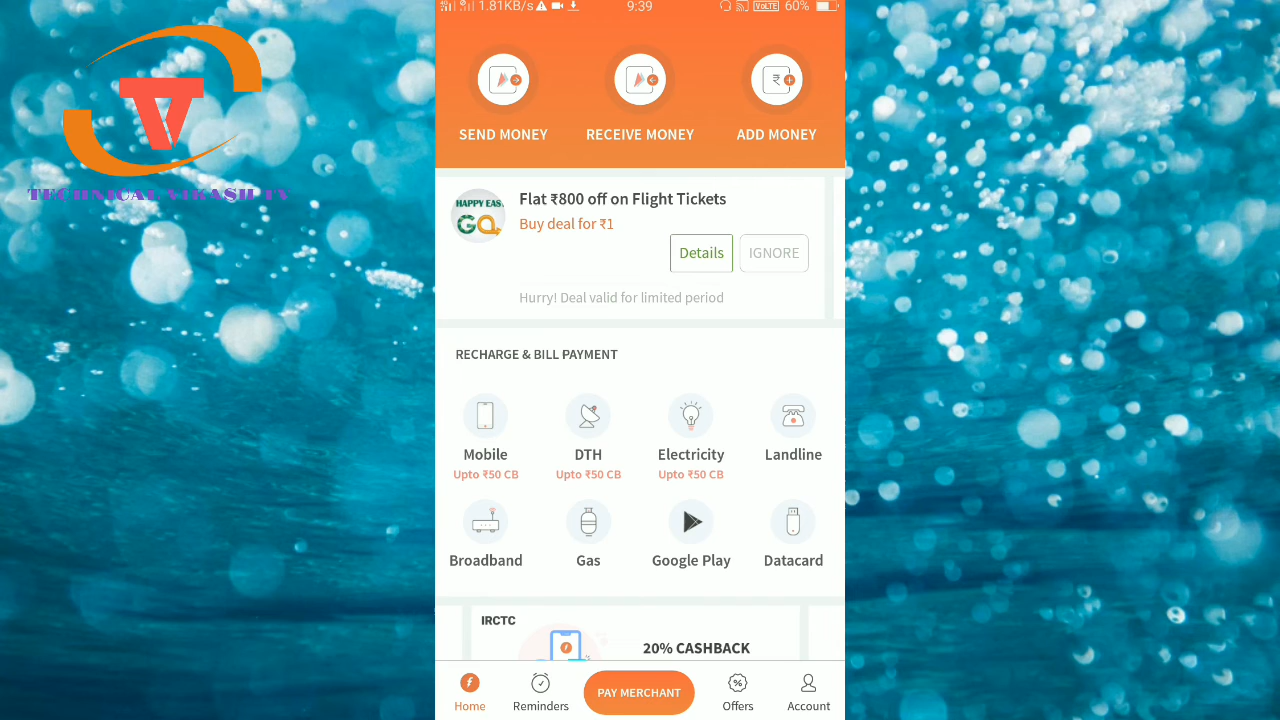 1.81KB/s
9:39
VoLTE
60%
TECHNICAL VIKASH TV
SEND MONEY
RECEIVE MONEY
ADD MONEY
HAPPY EAS
GO
Flat ₹800 off on Flight Tickets
Buy deal for ₹1
Details
IGNORE
Hurry! Deal valid for limited period
RECHARGE & BILL PAYMENT
Mobile
DTH
Electricity
Landline
Upto ₹50 CB
Upto ₹50 CB
Upto ₹50 CB
Broadband
Gas
Google Play
Datacard
IRCTC
20% CASHBACK
PAY MERCHANT
Home
Reminders
Offers
Account